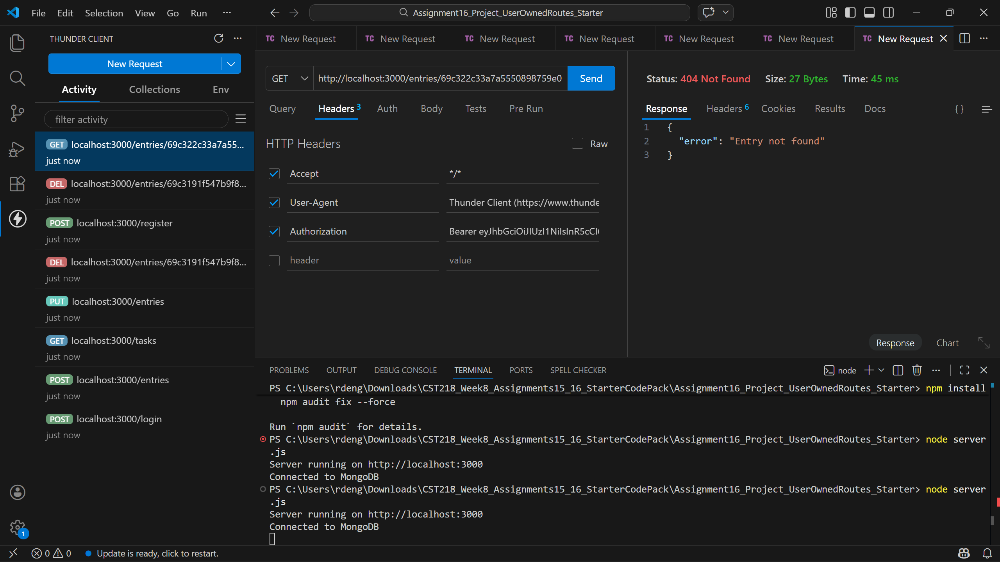 File Edit Selection View Go Run ···
Assignment16_Project_UserOwnedRoutes_Starter
THUNDER CLIENT
New Request
Activity Collections Env
filter activity
GET localhost:3000/entries/69c322c33a7a55...
just now
DEL localhost:3000/entries/69c3191f547b9f8...
just now
POST localhost:3000/register
just now
DEL localhost:3000/entries/69c3191f547b9f8...
just now
PUT localhost:3000/entries
just now
GET localhost:3000/tasks
just now
POST localhost:3000/entries
just now
POST localhost:3000/login
just now
TC New Request TC New Request TC New Request TC New Request TC New Request TC New Request TC New Request
GET http://localhost:3000/entries/69c322c33a7a5550898759e0 Send
Query Headers 3 Auth Body Tests Pre Run
HTTP Headers Raw
Accept */*
User-Agent Thunder Client (https://www.thunde
Authorization Bearer eyJhbGciOiJIUzI1NiIsInR5cCI6
header value
Status: 404 Not Found Size: 27 Bytes Time: 45 ms
Response Headers 6 Cookies Results Docs { }
1 {
2 "error": "Entry not found"
3 }
Response Chart
PROBLEMS OUTPUT DEBUG CONSOLE TERMINAL PORTS SPELL CHECKER node
PS C:\Users\rdeng\Downloads\CST218_Week8_Assignments15_16_StarterCodePack\Assignment16_Project_UserOwnedRoutes_Starter> npm install
npm audit fix --force
Run `npm audit` for details.
PS C:\Users\rdeng\Downloads\CST218_Week8_Assignments15_16_StarterCodePack\Assignment16_Project_UserOwnedRoutes_Starter> node server
.js
Server running on http://localhost:3000
Connected to MongoDB
PS C:\Users\rdeng\Downloads\CST218_Week8_Assignments15_16_StarterCodePack\Assignment16_Project_UserOwnedRoutes_Starter> node server
.js
Server running on http://localhost:3000
Connected to MongoDB
1
0 0 Update is ready, click to restart.